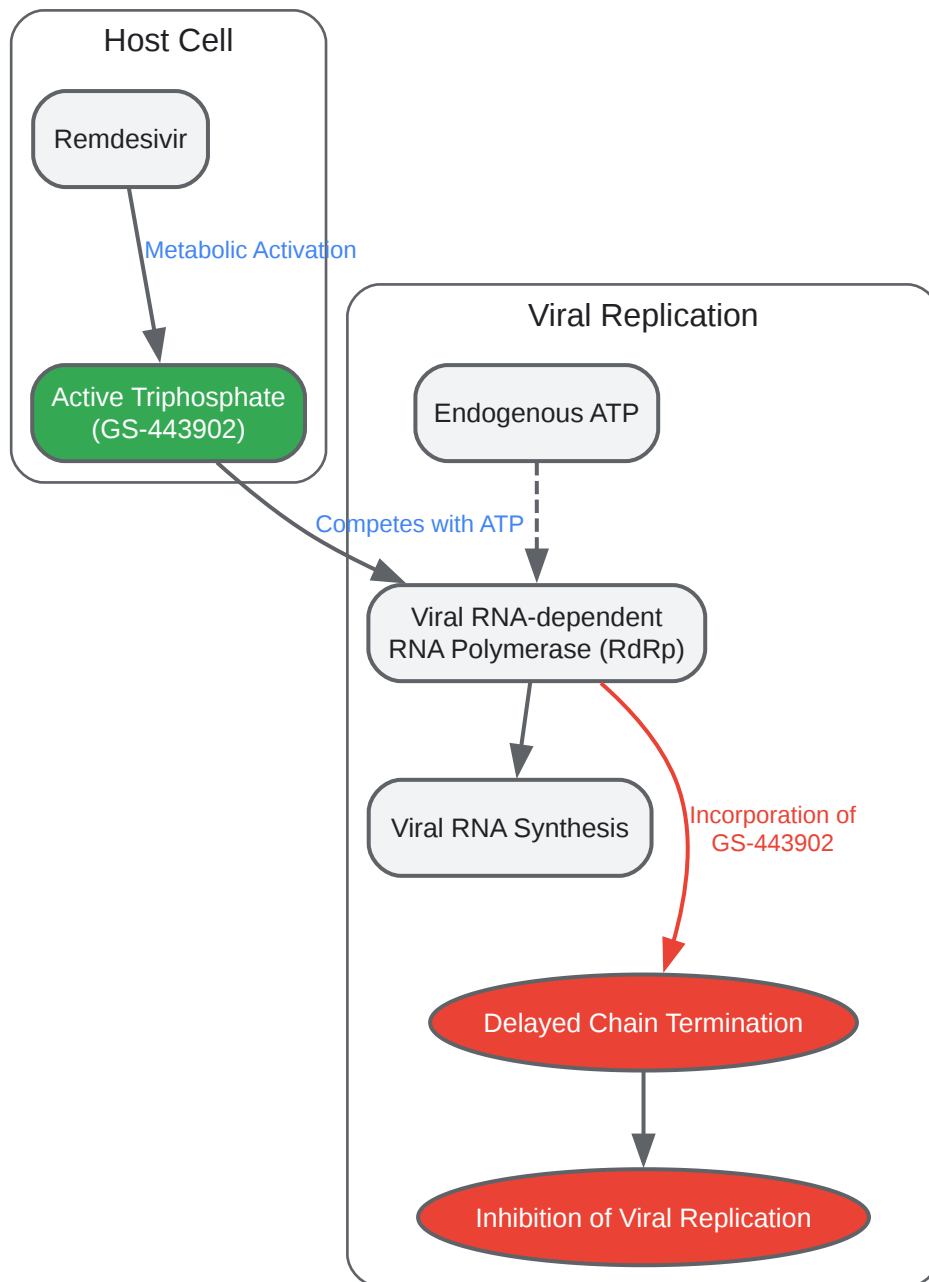 Host Cell
Remdesivir
Metabolic Activation
Active Triphosphate
(GS-443902)
Viral Replication
Endogenous ATP
Competes with ATP
Viral RNA-dependent
RNA Polymerase (RdRp)
Viral RNA Synthesis
Incorporation of
GS-443902
Delayed Chain Termination
Inhibition of Viral Replication